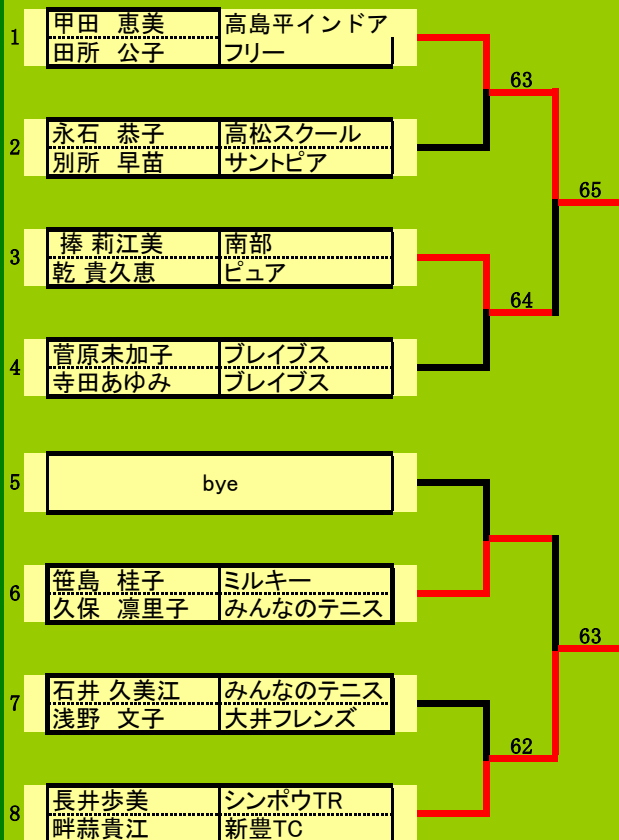 1 甲田 恵美 高島平インドア
田所 公子 フリー
63
2 永石 恭子 高松スクール
別所 早苗 サントピア
65
3 捧 莉江美 南部
乾 貴久恵 ピュア
64
4 菅原未加子 ブレイブス
寺田あゆみ ブレイブス
5 bye
6 笹島 桂子 ミルキー
久保 凛里子 みんなのテニス
63
7 石井 久美江 みんなのテニス
浅野 文子 大井フレンズ
62
8 長井歩美 シンポウTR
畔蒜貴江 新豊TC